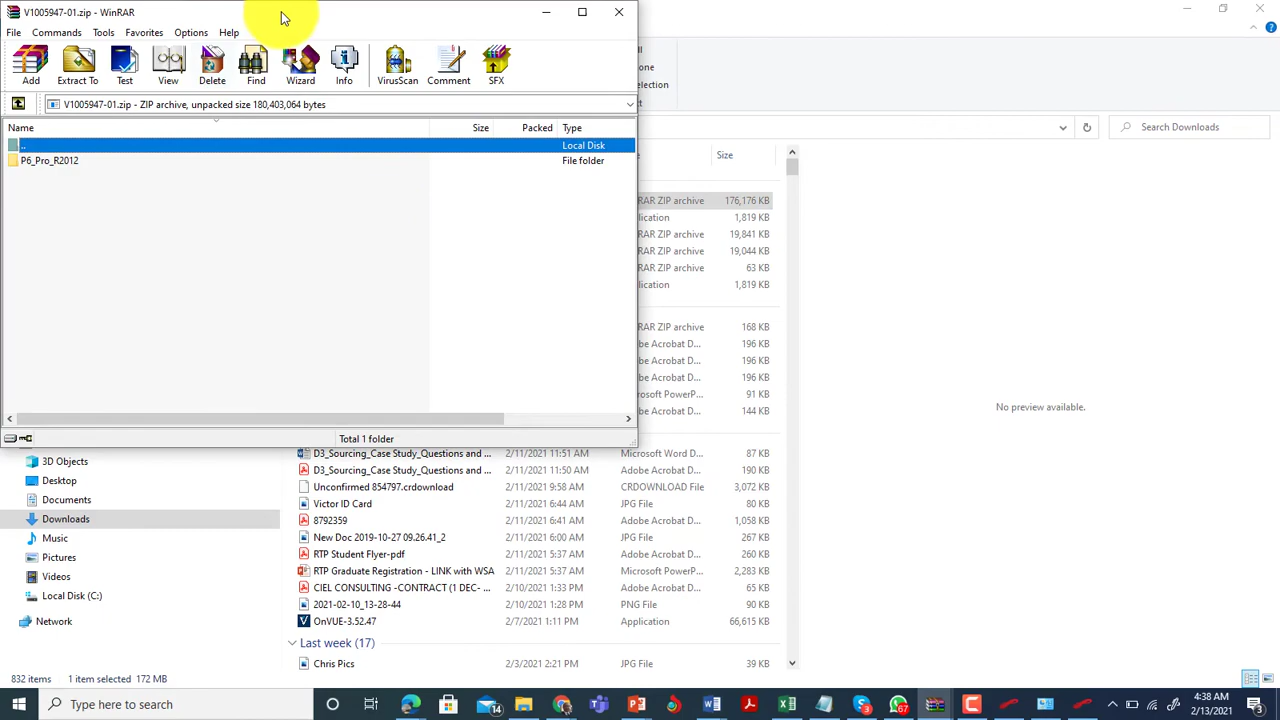 V1005947-01.zip - WinRAR
File Commands Tools Favorites Options Help
Add Extract To Test View Delete Find Wizard Info VirusScan Comment SFX
V1005947-01.zip - ZIP archive, unpacked size 180,403,064 bytes
Name Size Packed Type
.. Local Disk
P6_Pro_R2012 File folder
Total 1 folder
Search Downloads
Size
RAR ZIP archive 176,176 KB
lication 1,819 KB
RAR ZIP archive 19,841 KB
RAR ZIP archive 19,044 KB
RAR ZIP archive 63 KB
lication 1,819 KB
RAR ZIP archive 168 KB
be Acrobat D... 196 KB
be Acrobat D... 196 KB
be Acrobat D... 196 KB
rosoft PowerP... 91 KB
be Acrobat D... 144 KB
No preview available.
3D Objects
Desktop
Documents
Downloads
Music
Pictures
Videos
Local Disk (C:)
Network
D3_Sourcing_Case Study_Questions and ... 2/11/2021 11:51 AM Microsoft Word D... 87 KB
D3_Sourcing_Case Study_Questions and ... 2/11/2021 11:50 AM Adobe Acrobat D... 190 KB
Unconfirmed 854797.crdownload 2/11/2021 9:58 AM CRDOWNLOAD File 3,072 KB
Victor ID Card 2/11/2021 6:44 AM JPG File 80 KB
8792359 2/11/2021 6:41 AM Adobe Acrobat D... 1,058 KB
New Doc 2019-10-27 09.26.41_2 2/11/2021 6:00 AM JPG File 267 KB
RTP Student Flyer-pdf 2/11/2021 5:37 AM Adobe Acrobat D... 260 KB
RTP Graduate Registration - LINK with WSA 2/11/2021 5:37 AM Microsoft PowerP... 2,283 KB
CIEL CONSULTING -CONTRACT (1 DEC- ... 2/10/2021 1:28 PM Adobe Acrobat D... 65 KB
2021-02-10_13-28-44 2/10/2021 1:28 PM PNG File 90 KB
OnVUE-3.52.47 2/7/2021 1:11 PM Application 66,615 KB
Last week (17)
Chris Pics 2/3/2021 2:21 PM JPG File 39 KB
832 items 1 item selected 172 MB
Type here to search
14
67
4:38 AM
2/13/2021